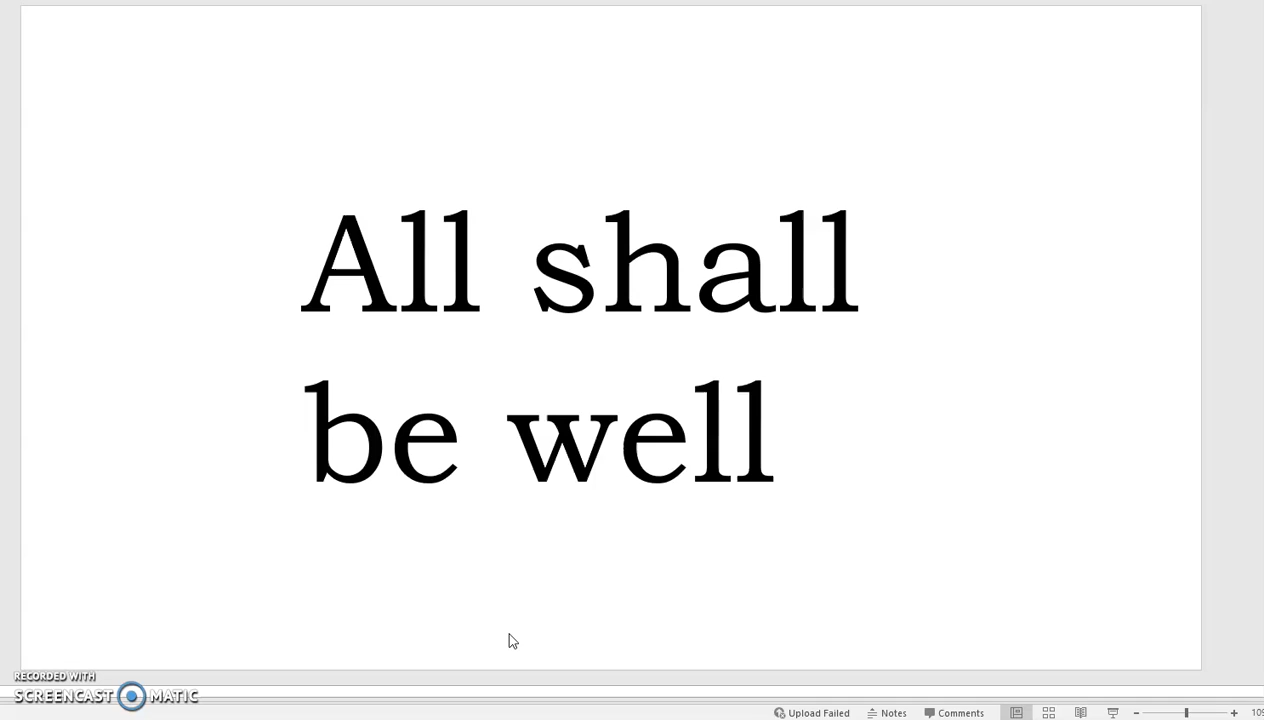 All shall
be well
RECORDED WITH
SCREENCAST MATIC
Upload Failed Notes Comments